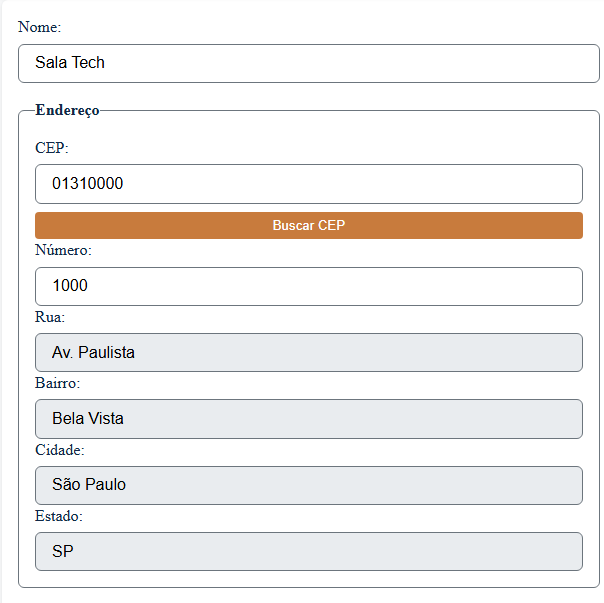 Nome:
Sala Tech
Endereço
CEP:
01310000
Buscar CEP
Número:
1000
Rua:
Av. Paulista
Bairro:
Bela Vista
Cidade:
São Paulo
Estado:
SP